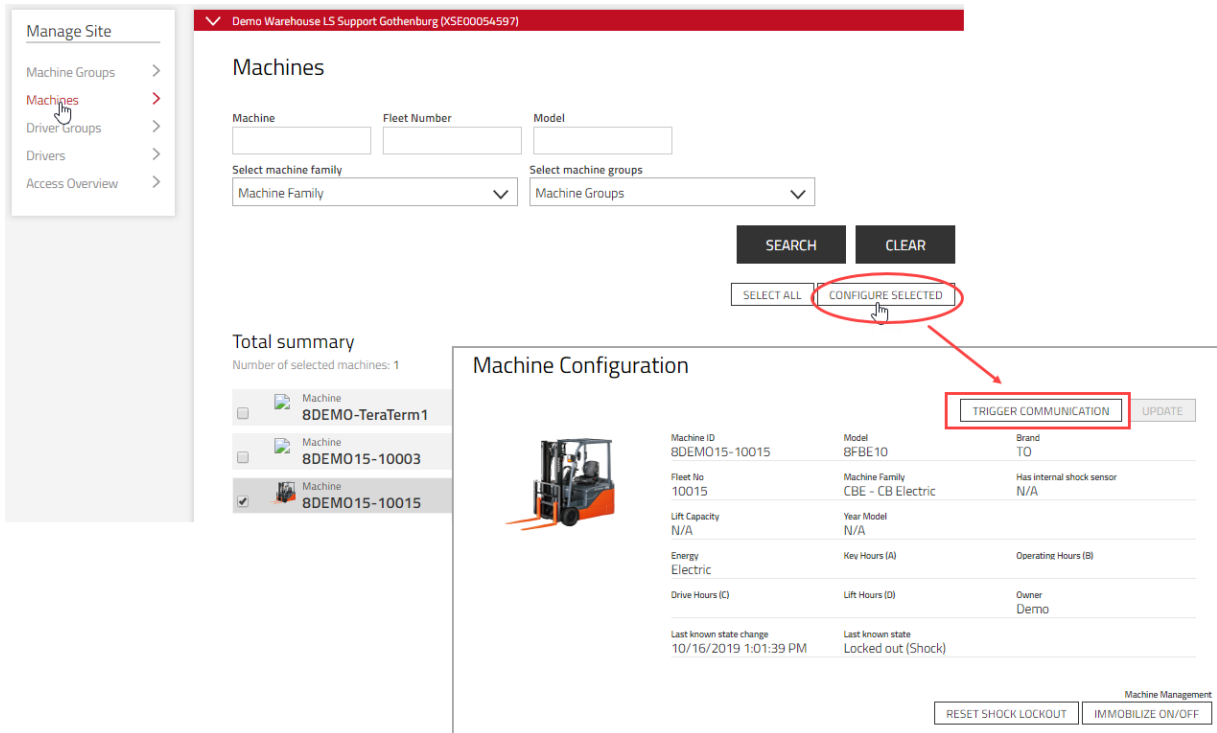 Manage Site
Machine Groups
Machines
Driver Groups
Drivers
Access Overview
Demo Warehouse LS Support Gothenburg (XSE00054597)
Machines
Machine Fleet Number Model
Select machine family Select machine groups
Machine Family Machine Groups
SEARCH CLEAR
SELECT ALL CONFIGURE SELECTED
Total summary
Number of selected machines: 1
Machine
8DEMO-TeraTerm1
Machine
8DEMO15-10003
Machine
8DEMO15-10015
Machine Configuration
TRIGGER COMMUNICATION UPDATE
Machine ID Model Brand
8DEMO15-10015 8FBE10 TO
Fleet No Machine Family Has internal shock sensor
10015 CBE - CB Electric N/A
Lift Capacity Year Model
N/A N/A
Energy Key Hours (A) Operating Hours (B)
Electric
Drive Hours (C) Lift Hours (D) Owner
Demo
Last known state change Last known state
10/16/2019 1:01:39 PM Locked out (Shock)
Machine Management
RESET SHOCK LOCKOUT IMMOBILIZE ON/OFF